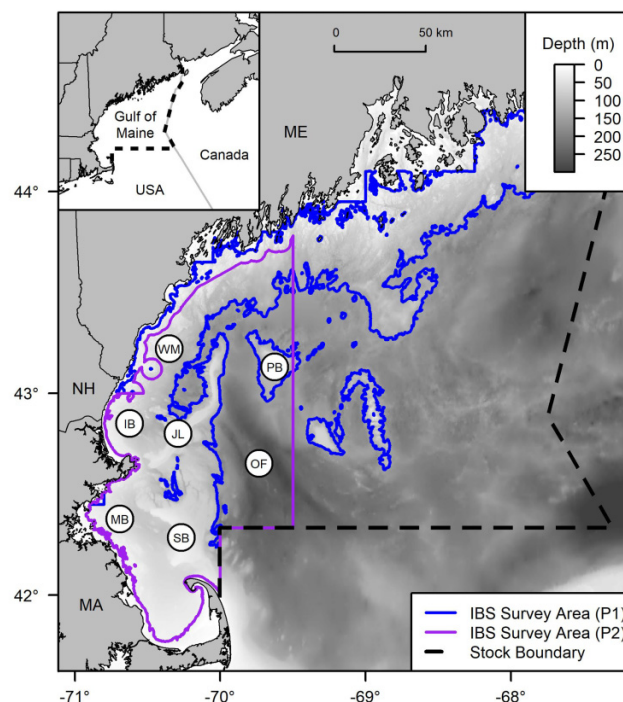 0 50 km
Depth (m)
0
50
100
150
200
250
Gulf of
Maine
Canada
USA
ME
44°
WM
PB
43°
NH
IB
JL
OF
MB
SB
42°
MA
IBS Survey Area (P1)
IBS Survey Area (P2)
Stock Boundary
-71° -70° -69° -68°